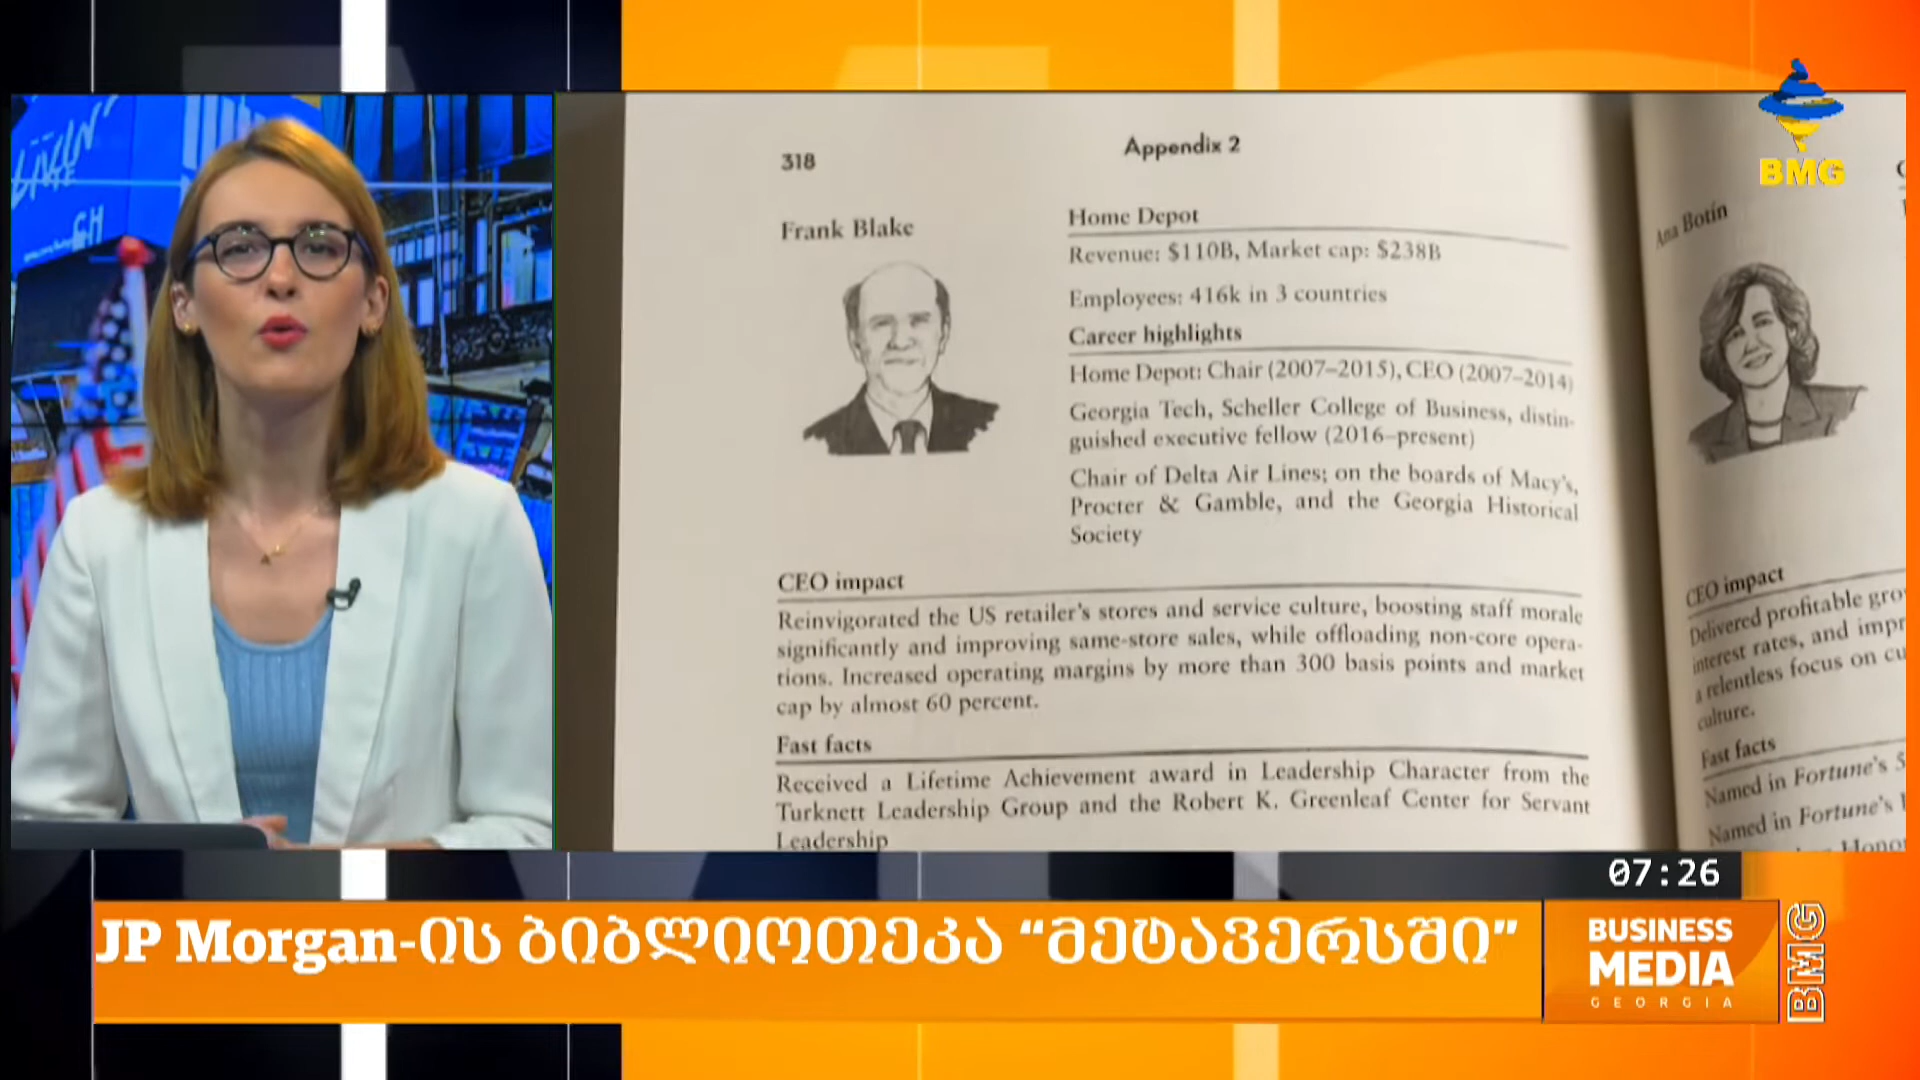 LIVIN'
BMG
318
Appendix 2
Frank Blake
Home Depot
Revenue: $110B, Market cap: $238B
Employees: 416k in 3 countries
Career highlights
Home Depot: Chair (2007–2015), CEO (2007–2014)
Georgia Tech, Scheller College of Business, distin-
guished executive fellow (2016–present)
Chair of Delta Air Lines; on the boards of Macy's,
Procter & Gamble, and the Georgia Historical
Society
CEO impact
Reinvigorated the US retailer's stores and service culture, boosting staff morale
significantly and improving same-store sales, while offloading non-core opera-
tions. Increased operating margins by more than 300 basis points and market
cap by almost 60 percent.
Fast facts
Received a Lifetime Achievement award in Leadership Character from the
Turknett Leadership Group and the Robert K. Greenleaf Center for Servant
Leadership
Ana Botín
CEO impact
Delivered profitable
interest rates, and
a relentless focus on
culture.
Fast facts
Named in Fortune's
Named in Fortune's
07:26
JP Morgan-ის ბიბლიოთეკა “მეტავერსში”
BUSINESS
MEDIA
GEORGIA
BMG